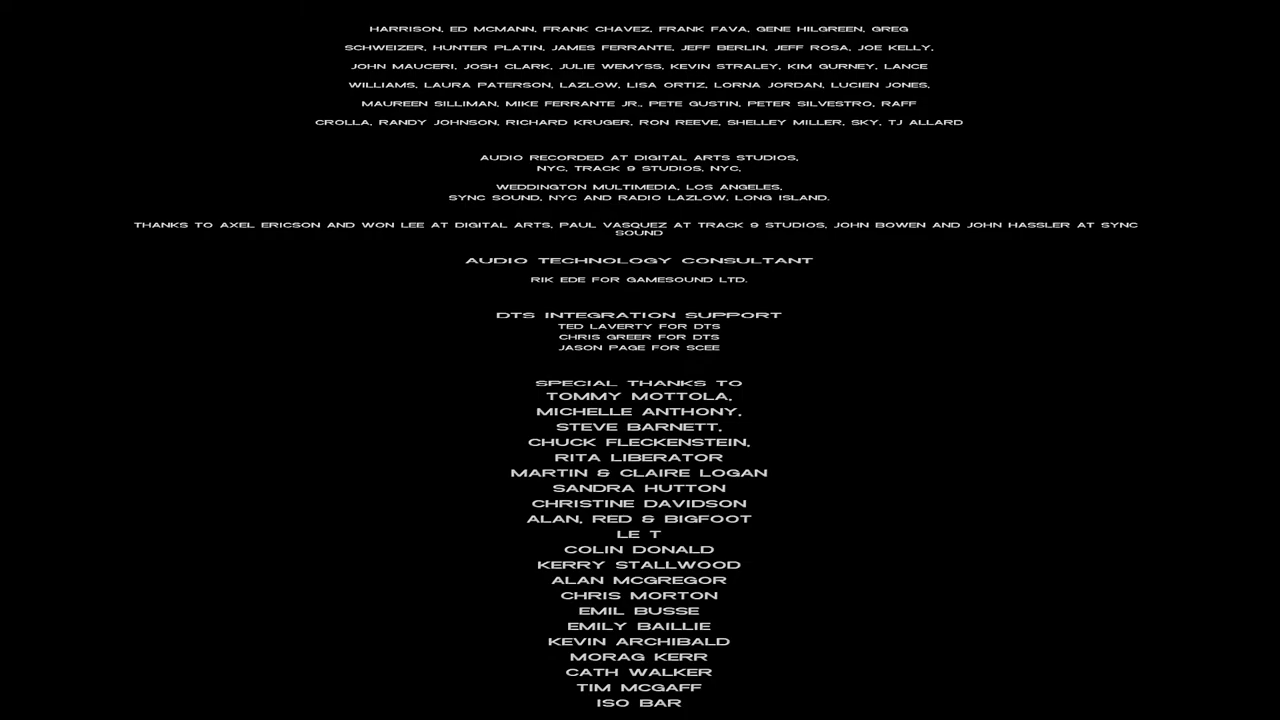 HARRISON, ED MCMANN, FRANK CHAVEZ, FRANK FAVA, GENE HILGREEN, GREG
SCHWEIZER, HUNTER PLATIN, JAMES FERRANTE, JEFF BERLIN, JEFF ROSA, JOE KELLY,
JOHN MAUCERI, JOSH CLARK, JULIE WEMYSS, KEVIN STRALEY, KIM GURNEY, LANCE
WILLIAMS, LAURA PATERSON, LAZLOW, LISA ORTIZ, LORNA JORDAN, LUCIEN JONES,
MAUREEN SILLIMAN, MIKE FERRANTE JR., PETE GUSTIN, PETER SILVESTRO, RAFF
CROLLA, RANDY JOHNSON, RICHARD KRUGER, RON REEVE, SHELLEY MILLER, SKY, TJ ALLARD
AUDIO RECORDED AT DIGITAL ARTS STUDIOS,
NYC, TRACK 9 STUDIOS, NYC,
WEDDINGTON MULTIMEDIA, LOS ANGELES,
SYNC SOUND, NYC AND RADIO LAZLOW, LONG ISLAND.
THANKS TO AXEL ERICSON AND WON LEE AT DIGITAL ARTS, PAUL VASQUEZ AT TRACK 9 STUDIOS, JOHN BOWEN AND JOHN HASSLER AT SYNC
SOUND
AUDIO TECHNOLOGY CONSULTANT
RIK EDE FOR GAMESOUND LTD.
DTS INTEGRATION SUPPORT
TED LAVERTY FOR DTS
CHRIS GREER FOR DTS
JASON PAGE FOR SCEE
SPECIAL THANKS TO
TOMMY MOTTOLA,
MICHELLE ANTHONY,
STEVE BARNETT,
CHUCK FLECKENSTEIN,
RITA LIBERATOR
MARTIN & CLAIRE LOGAN
SANDRA HUTTON
CHRISTINE DAVIDSON
ALAN, RED & BIGFOOT
LE T
COLIN DONALD
KERRY STALLWOOD
ALAN MCGREGOR
CHRIS MORTON
EMIL BUSSE
EMILY BAILLIE
KEVIN ARCHIBALD
MORAG KERR
CATH WALKER
TIM MCGAFF
ISO BAR